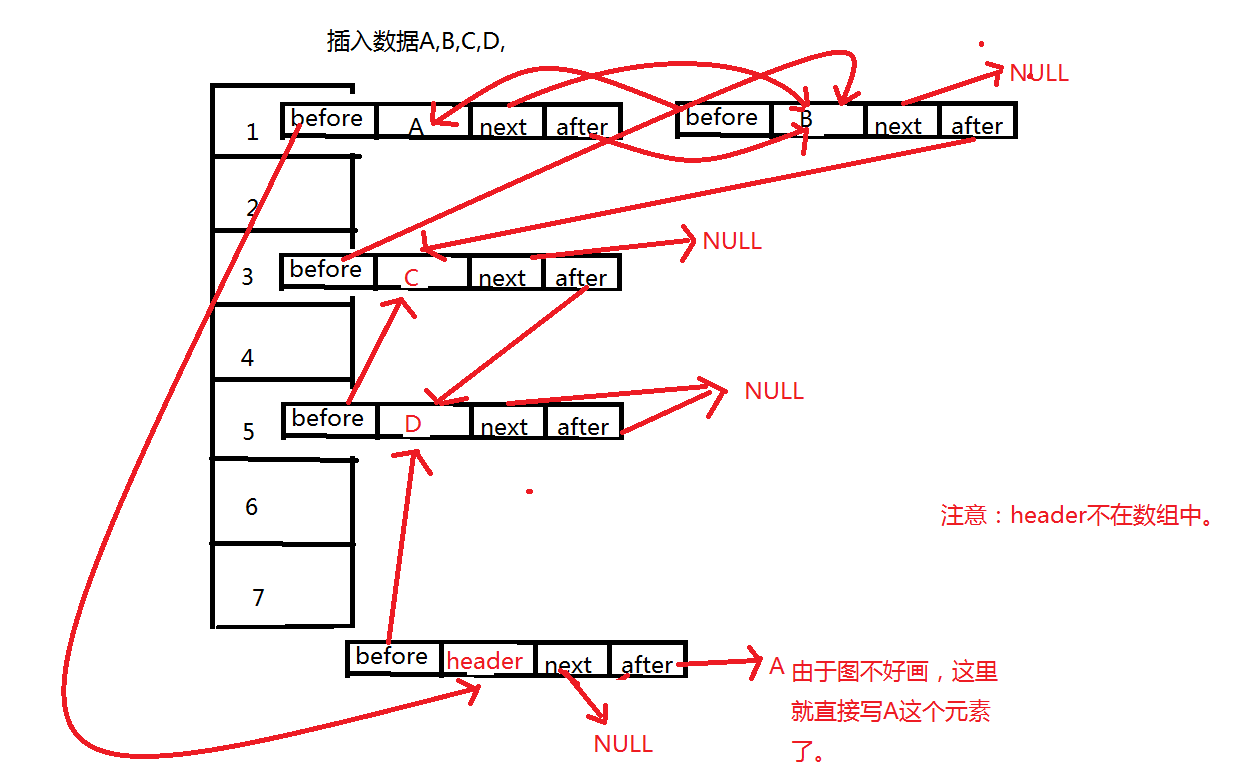 插入数据A,B,C,D,
NULL
1 before A next after before B next after
2
NULL
3 before C next after
4
NULL
5 before D next after
6
注意：header不在数组中。
7
before header next after A 由于图不好画，这里
就直接写A这个元素
了。
NULL